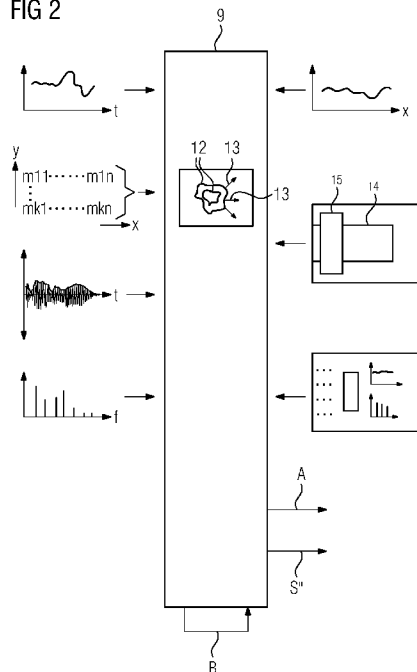 FIG 2
9
t
x
y
m11 ······ m1n
mk1 ······ mkn
x
12
13
13
15
14
t
f
A
S"
B